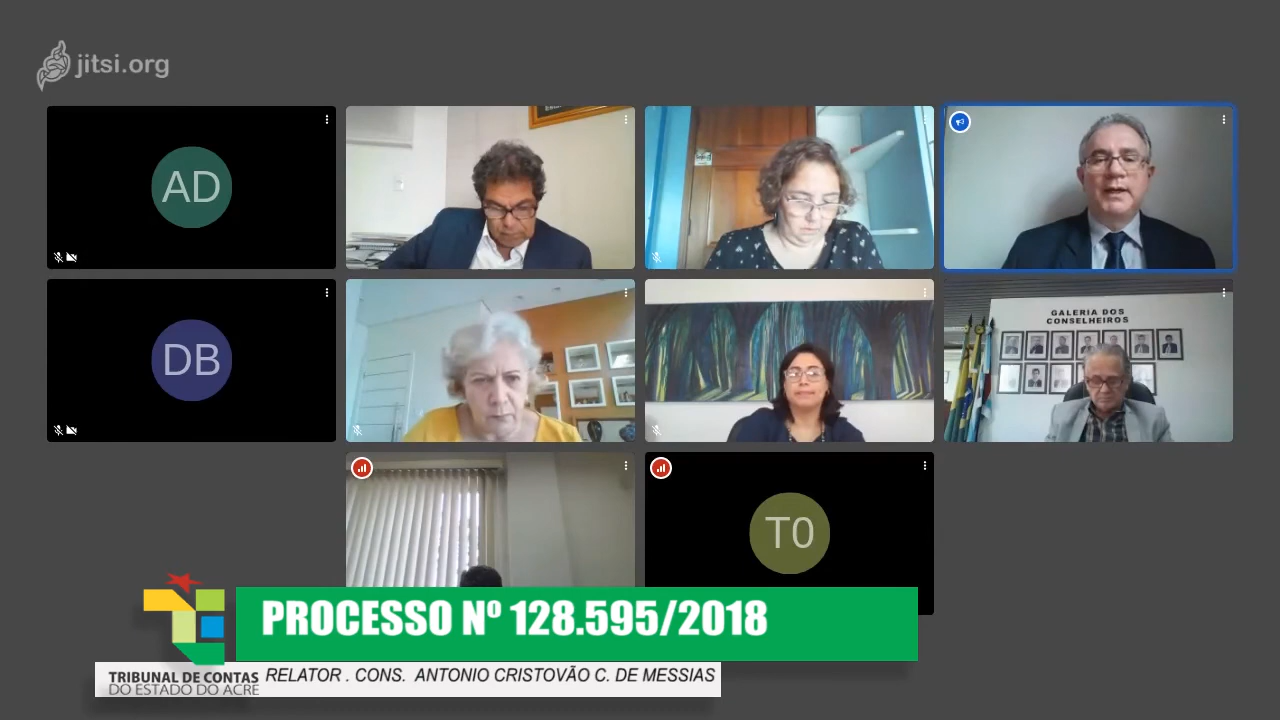 jitsi.org
AD
DB
GALERIA DOS
CONSELHEIROS
T0
PROCESSO Nº 128.595/2018
TRIBUNAL DE CONTAS
DO ESTADO DO ACRE
RELATOR . CONS. ANTONIO CRISTOVÃO C. DE MESSIAS